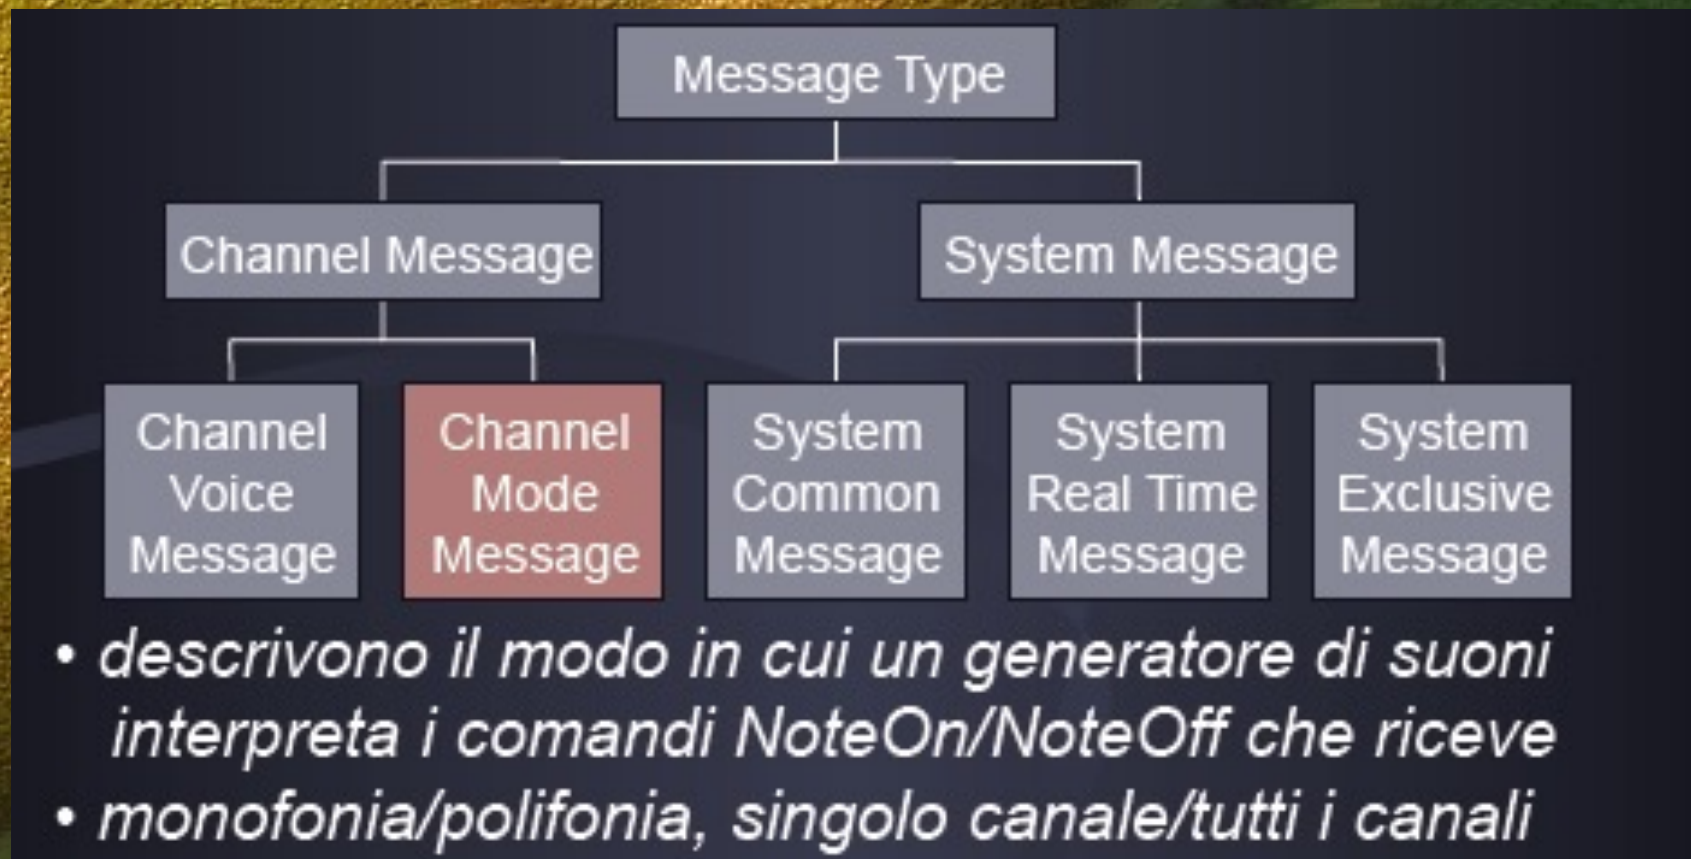 Message Type
Channel Message
System Message
Channel
Voice
Message
Channel
Mode
Message
System
Common
Message
System
Real Time
Message
System
Exclusive
Message
• descrivono il modo in cui un generatore di suoni
interpreta i comandi NoteOn/NoteOff che riceve
• monofonia/polifonia, singolo canale/tutti i canali